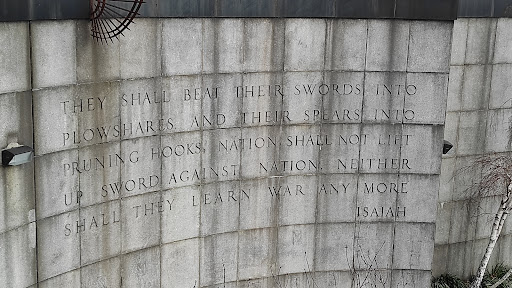 THEY SHALL BEAT THEIR SWORDS INTO
PLOWSHARES. AND THEIR SPEARS INTO
PRUNING HOOKS. NATION SHALL NOT LIFT
UP SWORD AGAINST NATION. NEITHER
SHALL THEY LEARN WAR ANY MORE
ISAIAH